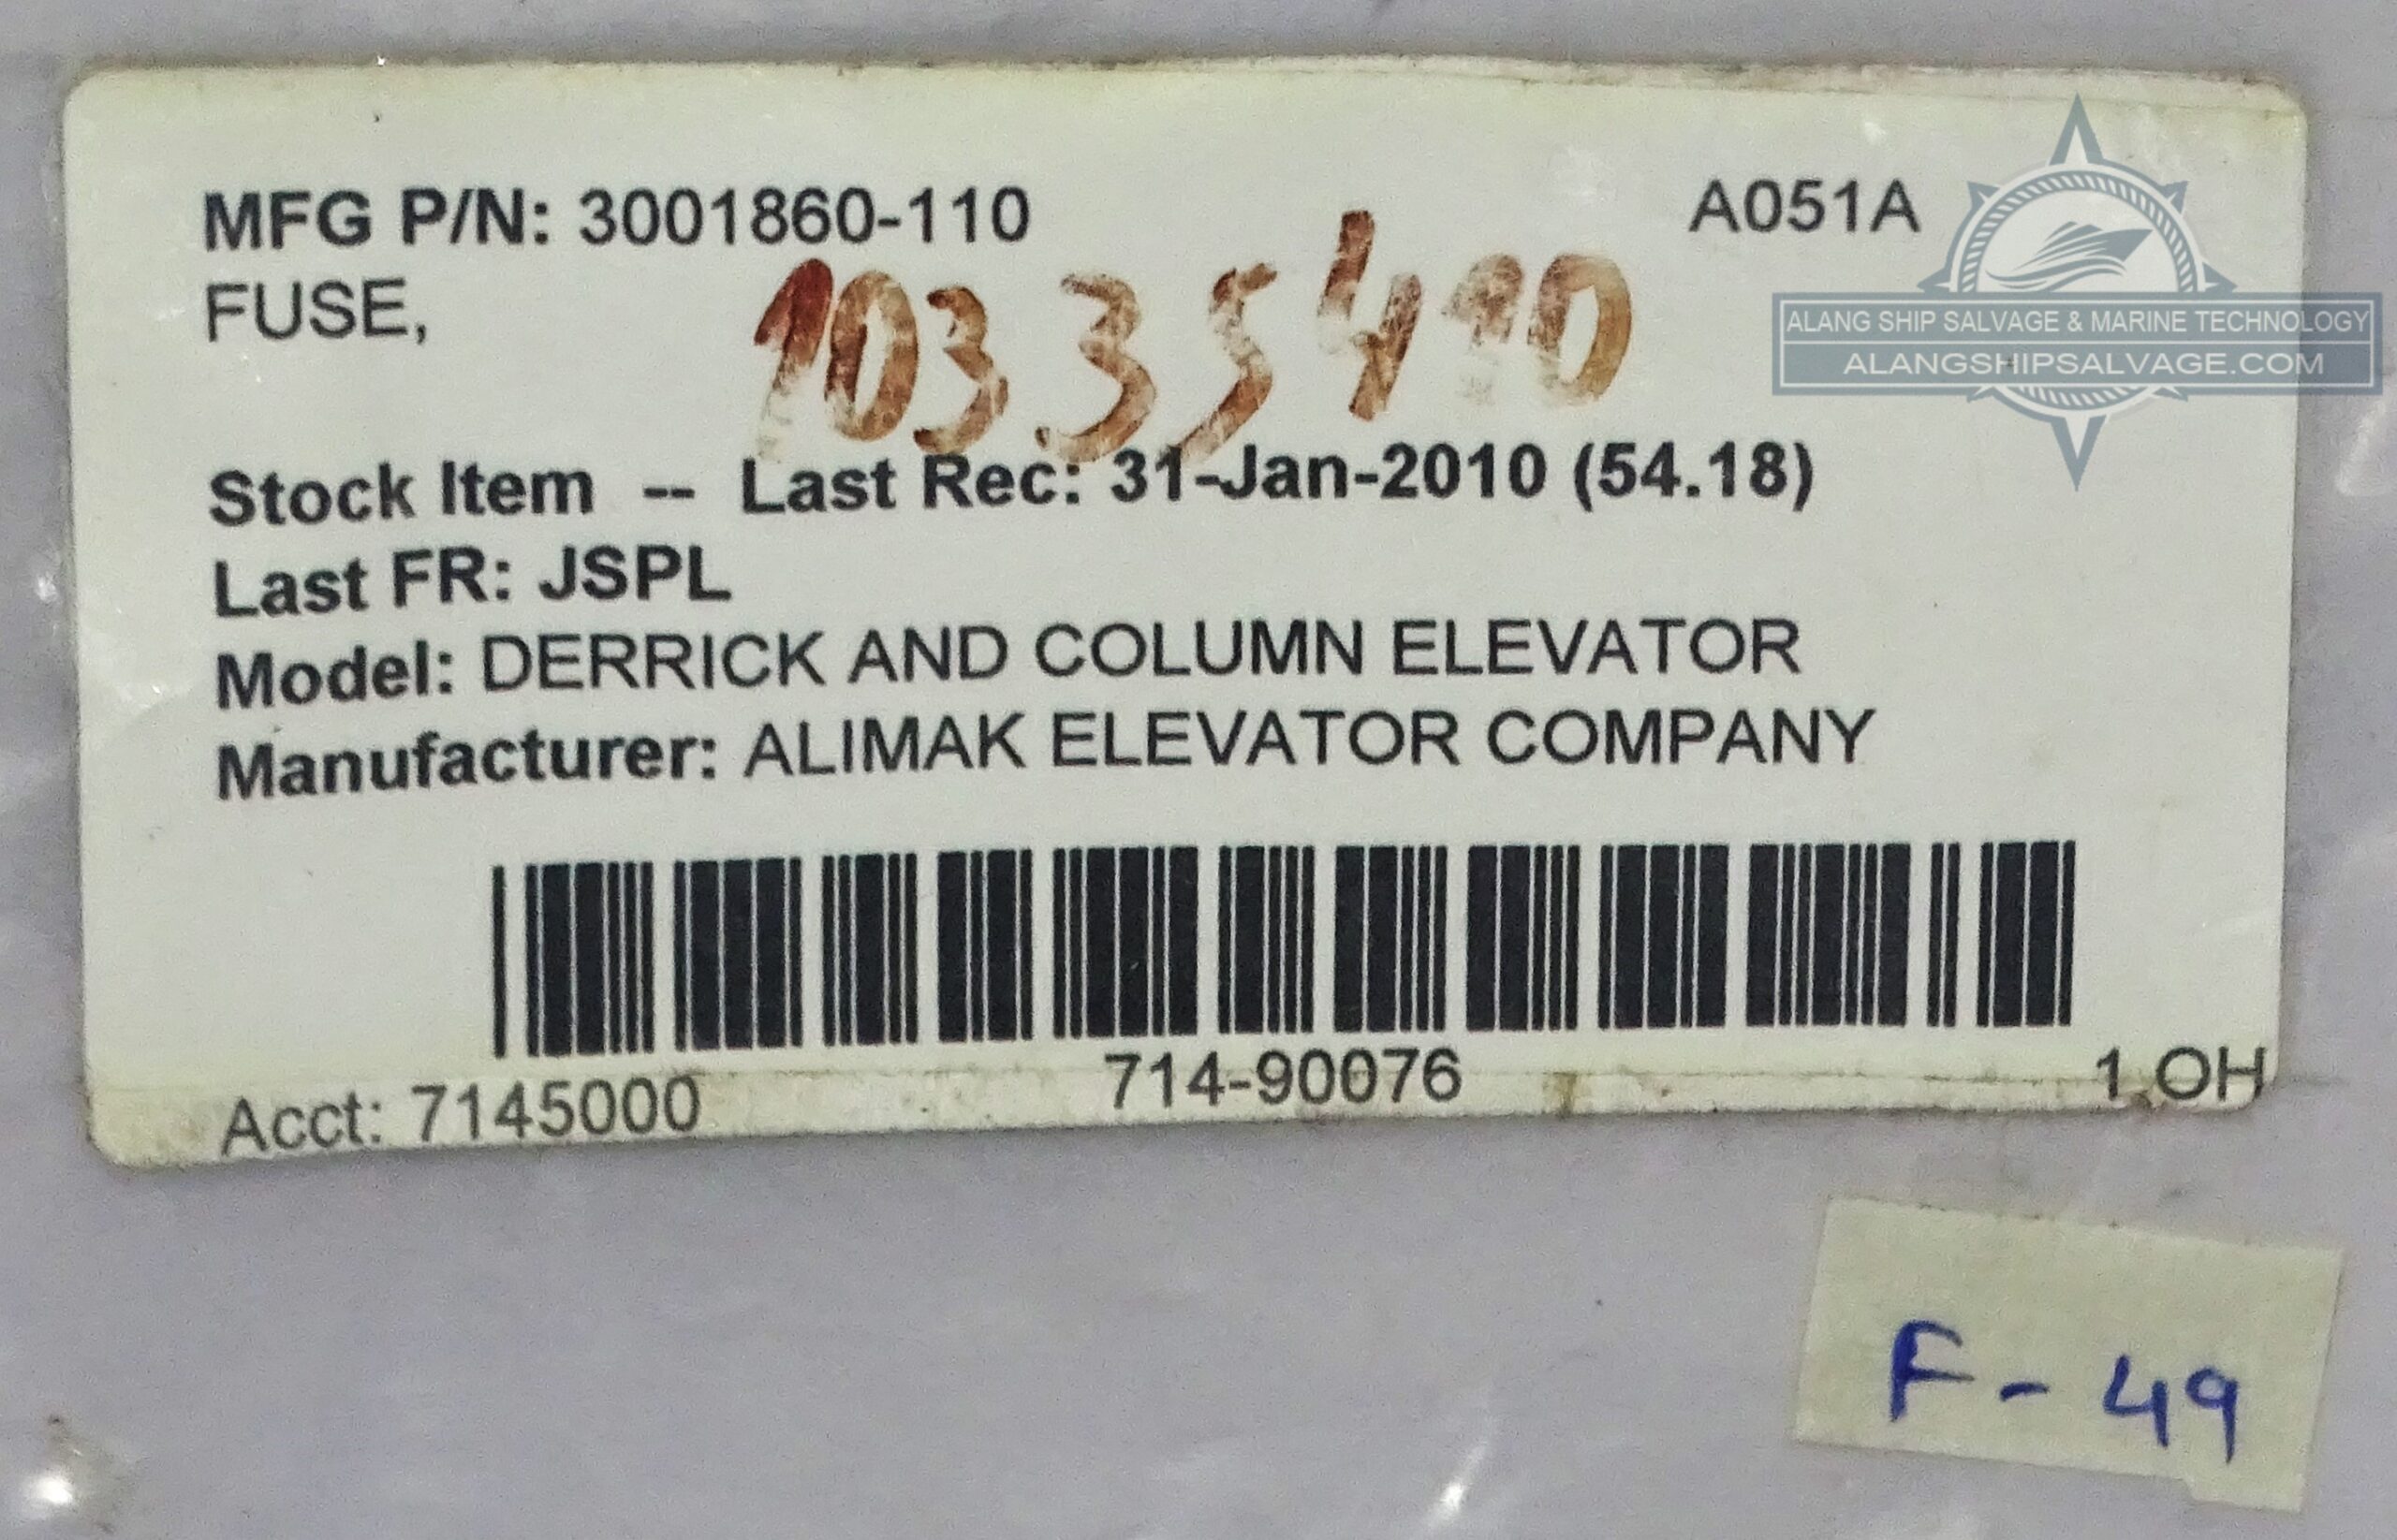 MFG P/N: 3001860-110 A051A
FUSE,
10335410
ALANG SHIP SALVAGE & MARINE TECHNOLOGY
ALANGSHIPSALVAGE.COM
Stock Item -- Last Rec: 31-Jan-2010 (54.18)
Last FR: JSPL
Model: DERRICK AND COLUMN ELEVATOR
Manufacturer: ALIMAK ELEVATOR COMPANY
Acct: 7145000 714-90076 1 OH
F-49